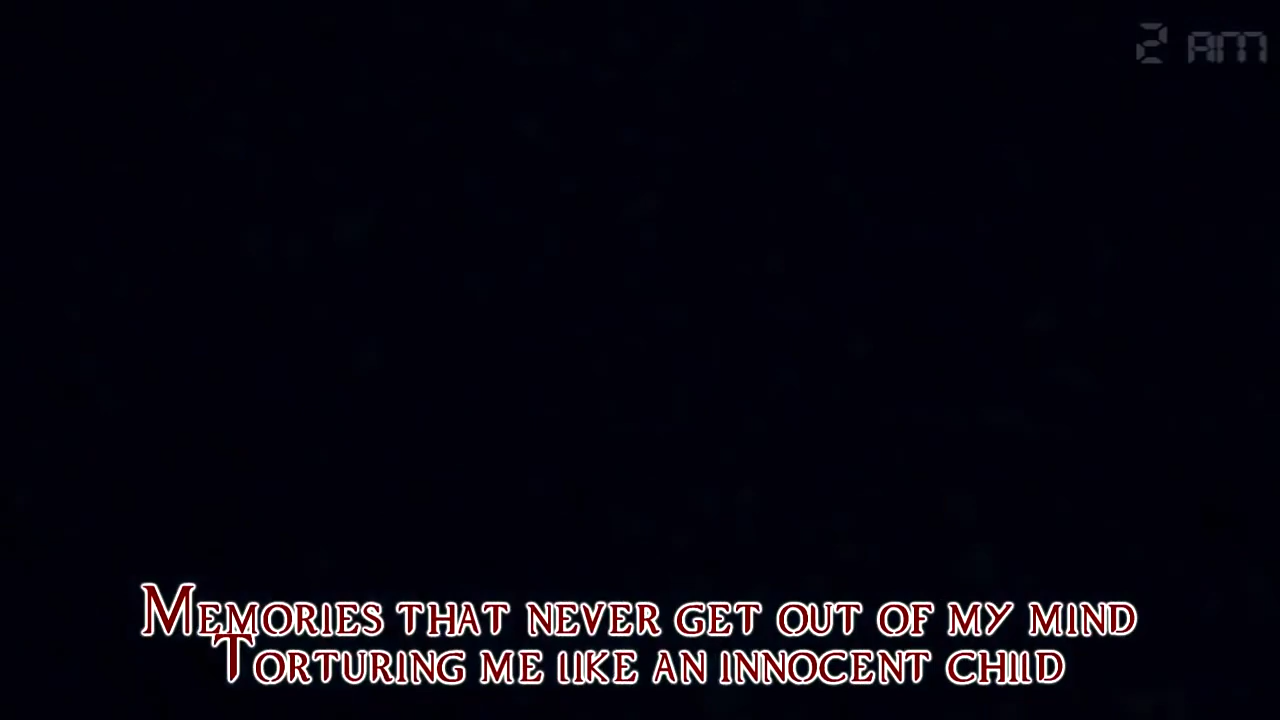 2 AM
Memories that never get out of my mind
Torturing me like an innocent child